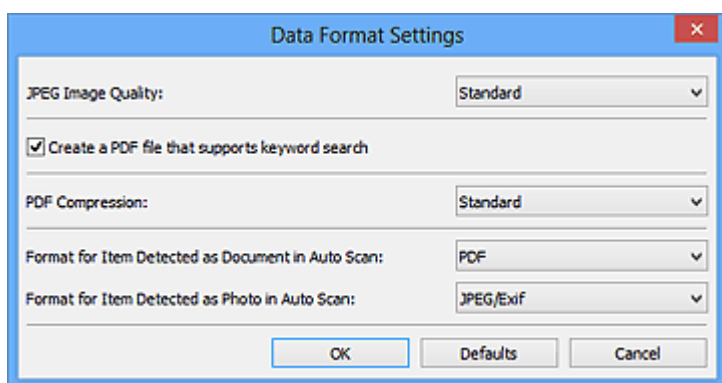 Data Format Settings
JPEG Image Quality: Standard
Create a PDF file that supports keyword search
PDF Compression: Standard
Format for Item Detected as Document in Auto Scan: PDF
Format for Item Detected as Photo in Auto Scan: JPEG/Exif
OK Defaults Cancel